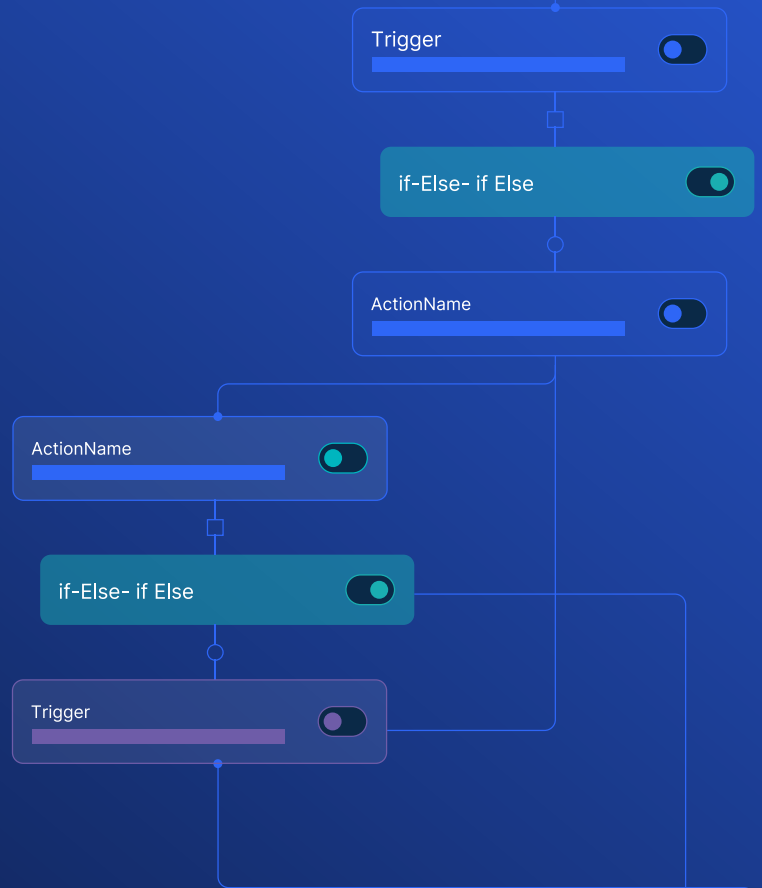 Trigger
if-Else- if Else
ActionName
ActionName
if-Else- if Else
Trigger